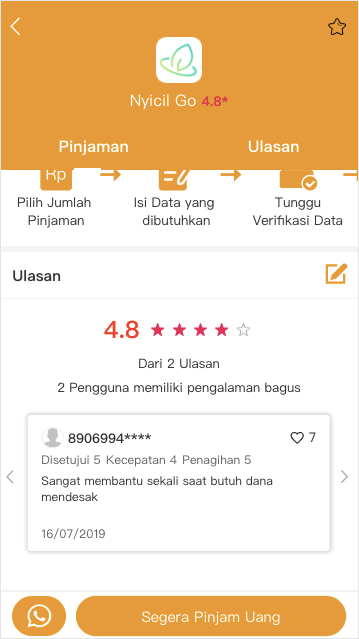 Nyicil Go 4.8*
Pinjaman Ulasan
Rp
Pilih Jumlah Pinjaman
Isi Data yang dibutuhkan
Tunggu Verifikasi Data
Ulasan
4.8
Dari 2 Ulasan
2 Pengguna memiliki pengalaman bagus
8906994**** 7
Disetujui 5 Kecepatan 4 Penagihan 5
Sangat membantu sekali saat butuh dana
mendesak
16/07/2019
Segera Pinjam Uang